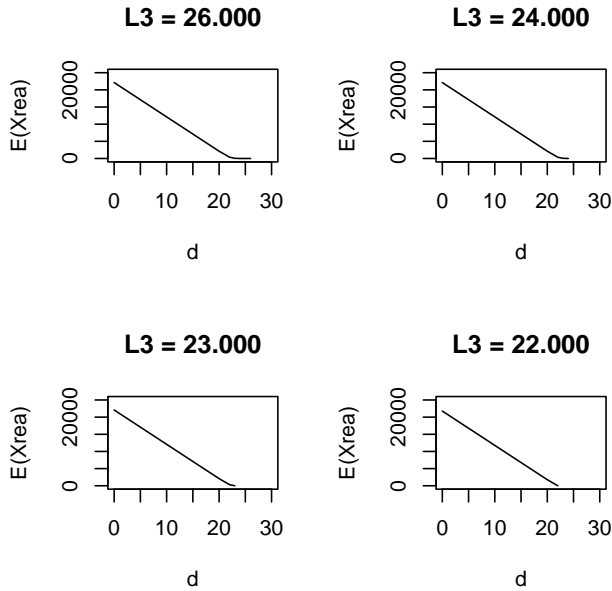 L3 = 26.000
E(Xrea)
20000
0
0 10 20 30
d
L3 = 24.000
E(Xrea)
20000
0
0 10 20 30
d
L3 = 23.000
E(Xrea)
20000
0
0 10 20 30
d
L3 = 22.000
E(Xrea)
20000
0
0 10 20 30
d